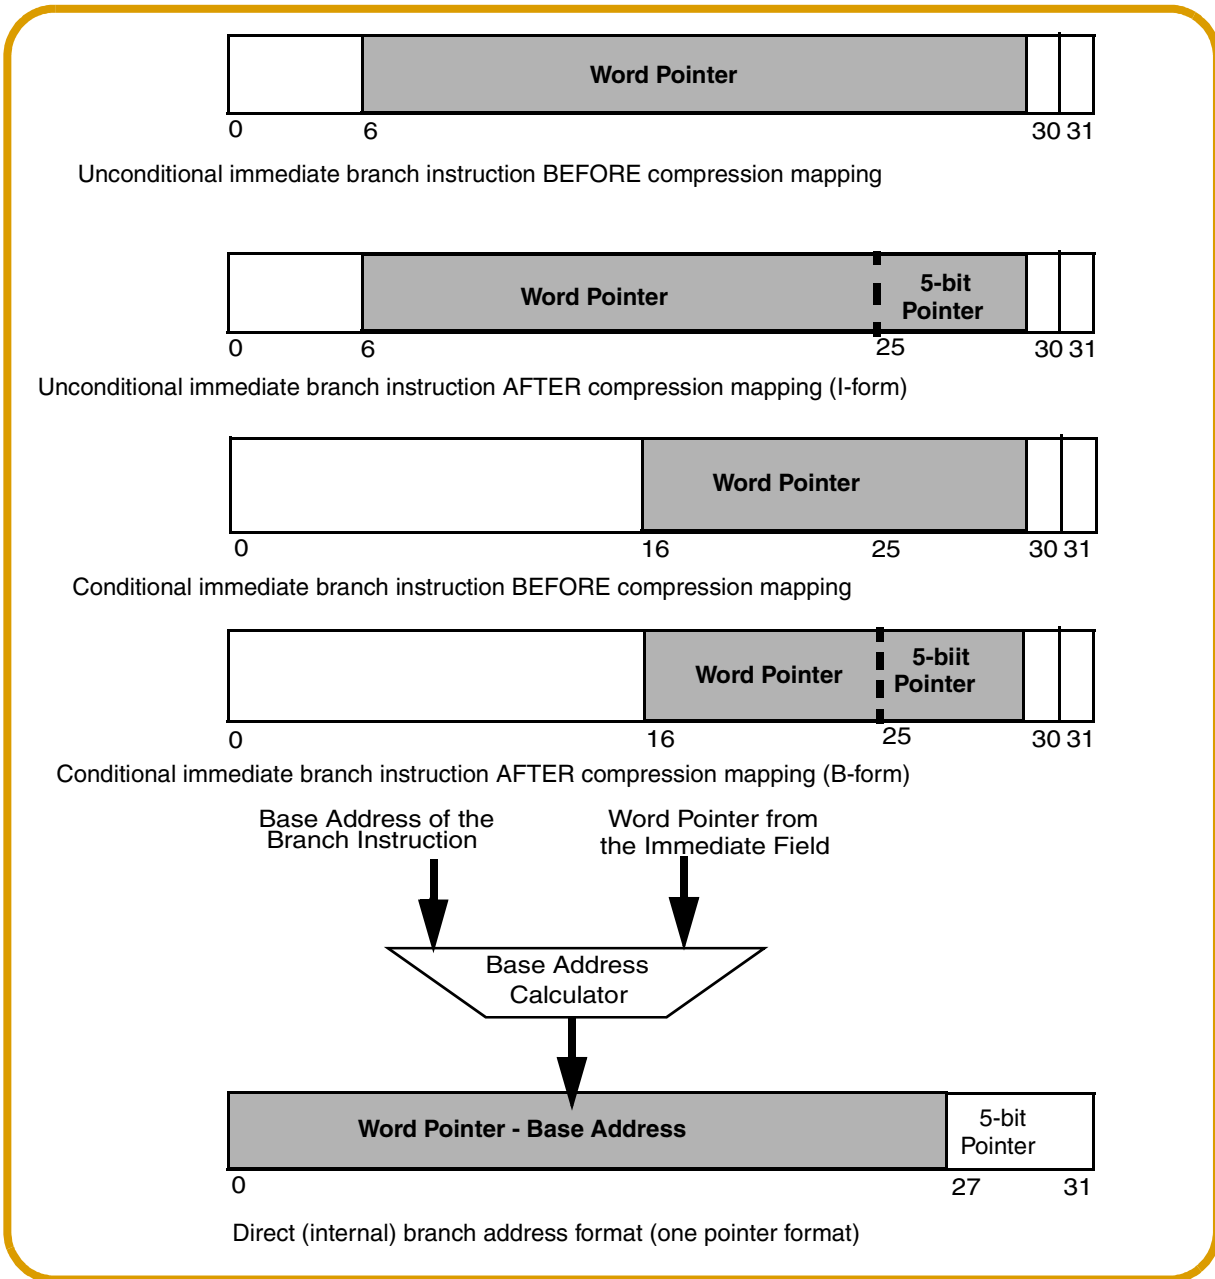 Word Pointer
0 6 30 31
Unconditional immediate branch instruction BEFORE compression mapping
Word Pointer
5-bit
Pointer
0 6 25 30 31
Unconditional immediate branch instruction AFTER compression mapping (I-form)
Word Pointer
0 16 25 30 31
Conditional immediate branch instruction BEFORE compression mapping
Word Pointer
5-biit
Pointer
0 16 25 30 31
Conditional immediate branch instruction AFTER compression mapping (B-form)
Base Address of the
Branch Instruction
Word Pointer from
the Immediate Field
Base Address
Calculator
Word Pointer - Base Address
5-bit
Pointer
0 27 31
Direct (internal) branch address format (one pointer format)